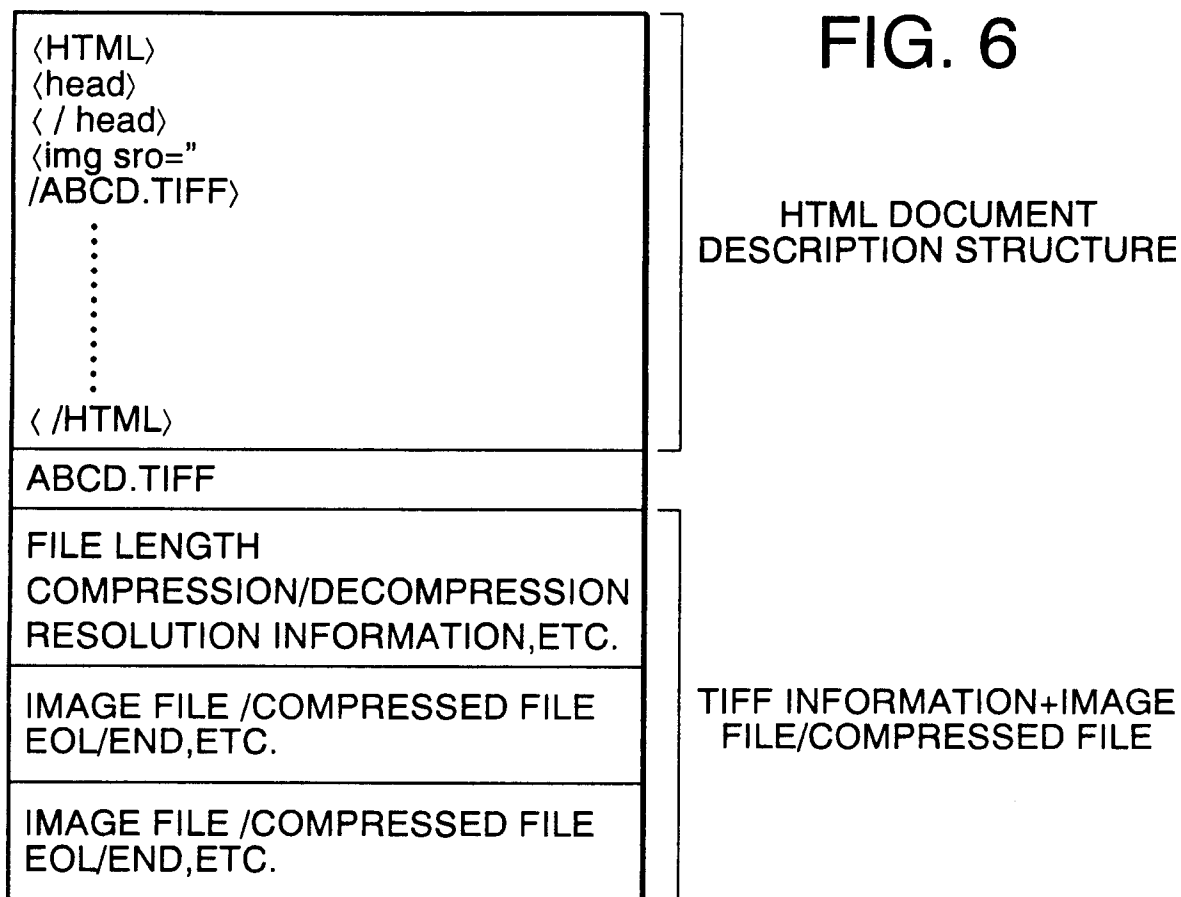 FIG. 6
〈HTML〉
〈head〉
〈 / head〉
〈img sro=”
/ABCD.TIFF〉
〈 /HTML〉
HTML DOCUMENT
DESCRIPTION STRUCTURE
ABCD.TIFF
FILE LENGTH
COMPRESSION/DECOMPRESSION
RESOLUTION INFORMATION,ETC.
IMAGE FILE /COMPRESSED FILE
EOL/END,ETC.
TIFF INFORMATION+IMAGE
FILE/COMPRESSED FILE
IMAGE FILE /COMPRESSED FILE
EOL/END,ETC.